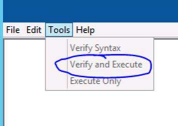 File Edit Tools Help
Verify Syntax
Verify and Execute
Execute Only